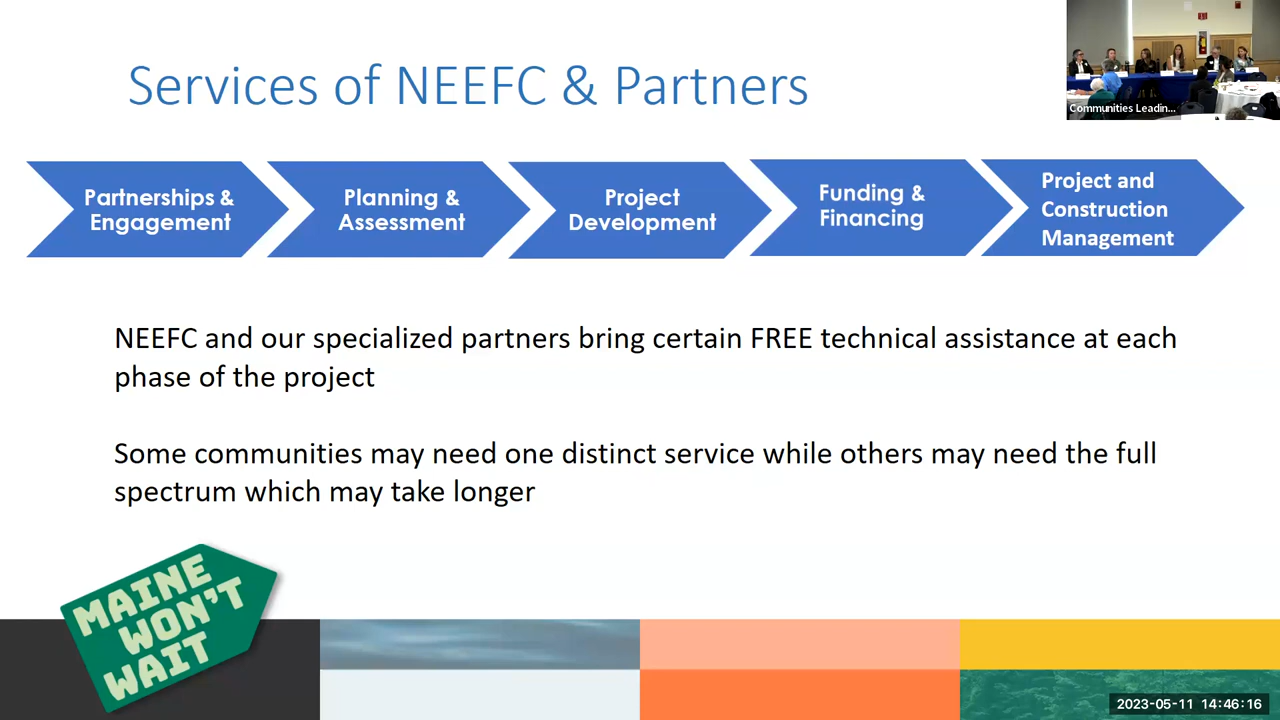 Services of NEEFC & Partners
Communities Leadin...
Partnerships &
Engagement
Planning &
Assessment
Project
Development
Funding &
Financing
Project and
Construction
Management
NEEFC and our specialized partners bring certain FREE technical assistance at each
phase of the project
Some communities may need one distinct service while others may need the full
spectrum which may take longer
MAINE
WON'T
WAIT
2023-05-11 14:46:16